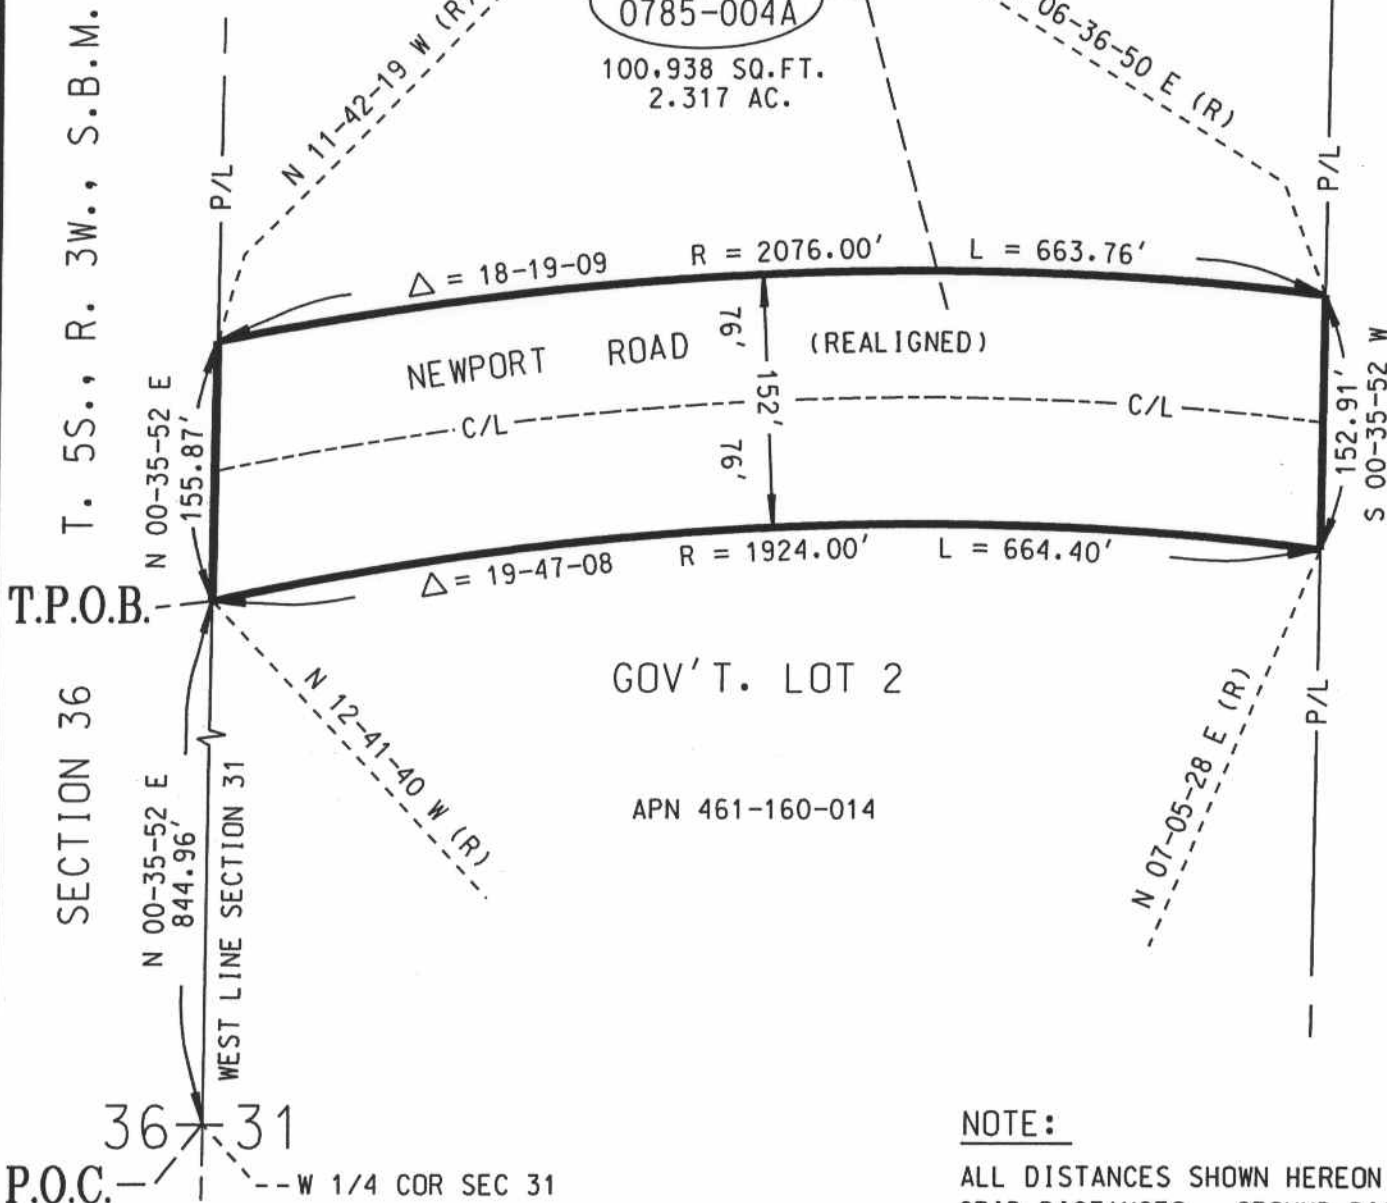 0785-004A
100,938 SQ.FT.
2.317 AC.
N 11-42-19 W (R)
06-36-50 E (R)
P/L
P/L
T. 5S., R. 3W., S.B.M.
Δ = 18-19-09 R = 2076.00' L = 663.76'
NEWPORT ROAD (REALIGNED)
76'
152'
76'
C/L
C/L
N 00-35-52 E
155.87'
152.91'
S 00-35-52 W
Δ = 19-47-08 R = 1924.00' L = 664.40'
T.P.O.B.
GOV'T. LOT 2
N 12-41-40 W (R)
N 07-05-28 E (R)
P/L
APN 461-160-014
SECTION 36
N 00-35-52 E
844.96'
WEST LINE SECTION 31
36 31
P.O.C.
W 1/4 COR SEC 31
NOTE:
ALL DISTANCES SHOWN HEREON